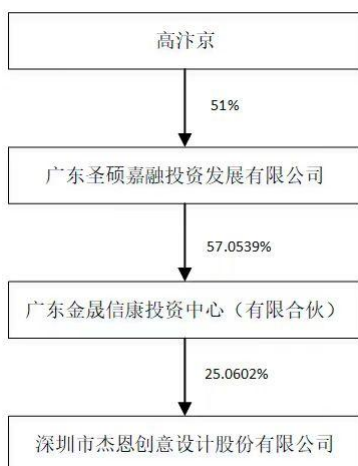 高汴京
51%
广东圣硕嘉融投资发展有限公司
57.0539%
广东金晟信康投资中心（有限合伙）
25.0602%
深圳市杰恩创意设计股份有限公司